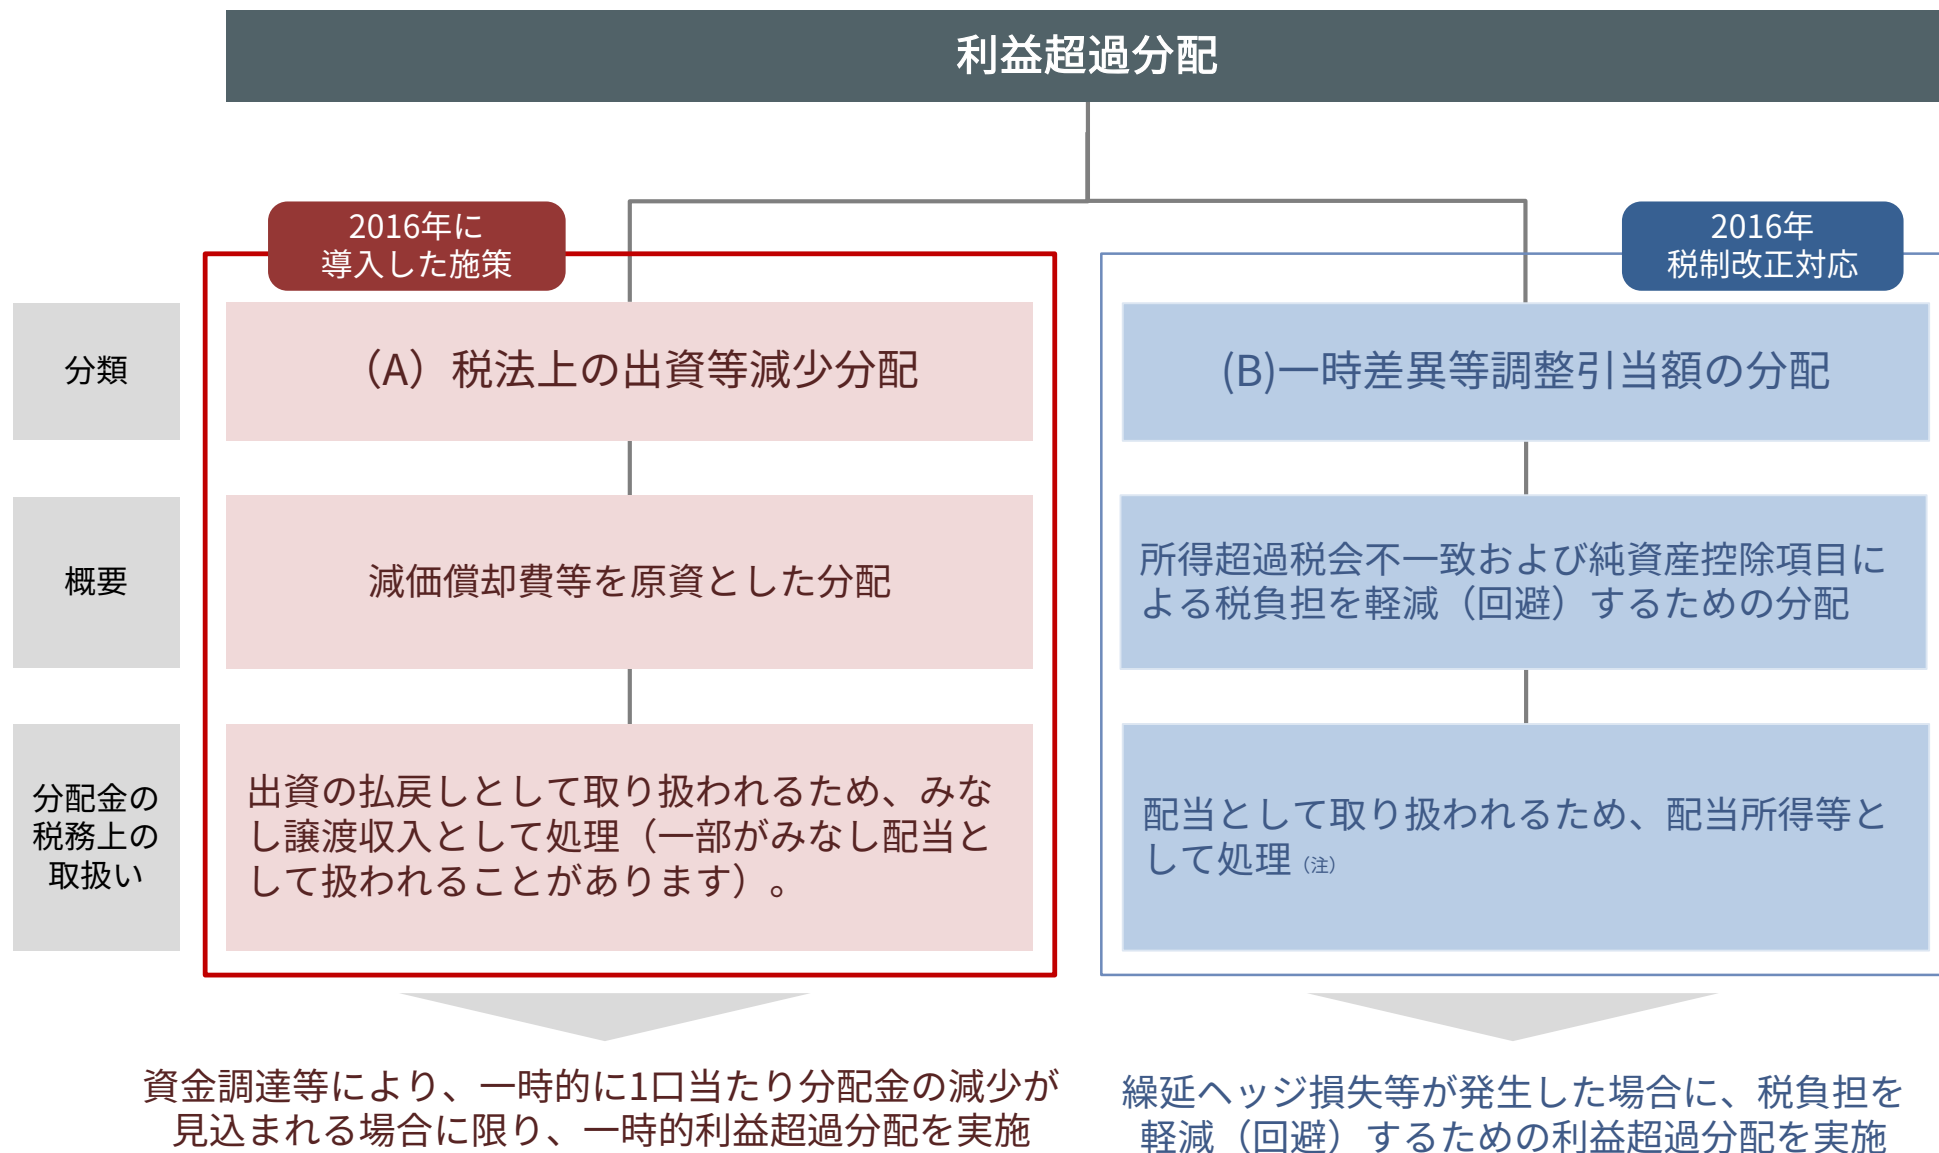 利益超過分配
2016年に
導入した施策
2016年
税制改正対応
分類
（A）税法上の出資等減少分配
(B)一時差異等調整引当額の分配
概要
減価償却費等を原資とした分配
所得超過税会不一致および純資産控除項目に
よる税負担を軽減（回避）するための分配
分配金の
税務上の
取扱い
出資の払戻しとして取り扱われるため、みな
し譲渡収入として処理（一部がみなし配当と
して扱われることがあります）。
配当として取り扱われるため、配当所得等と
して処理（注）
資金調達等により、一時的に1口当たり分配金の減少が
見込まれる場合に限り、一時的利益超過分配を実施
繰延ヘッジ損失等が発生した場合に、税負担を
軽減（回避）するための利益超過分配を実施